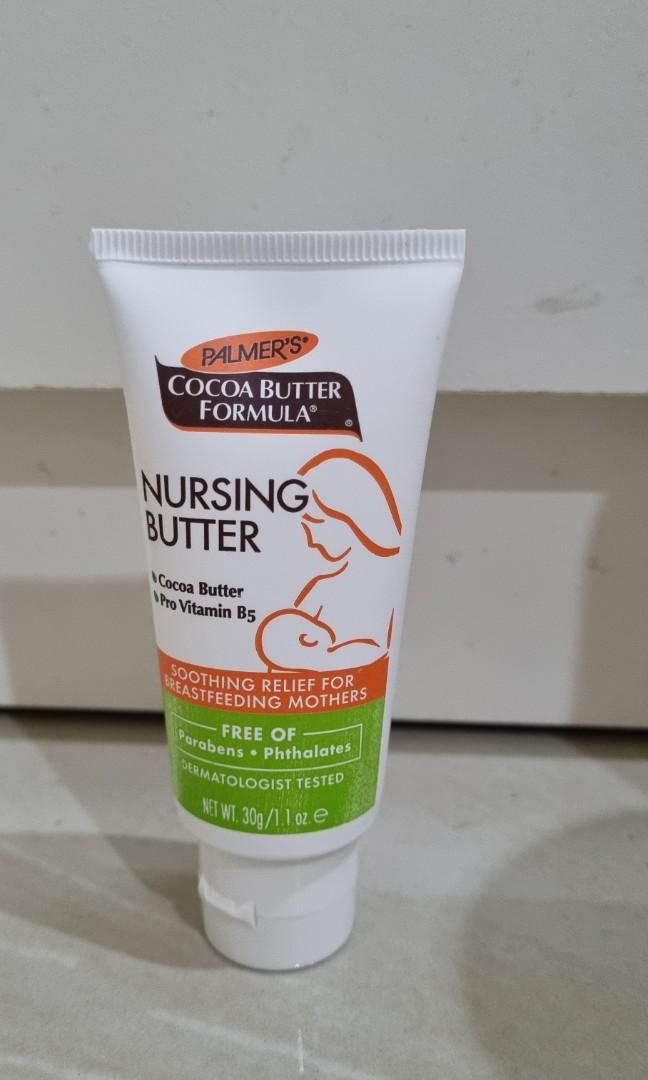 PALMER'S®
COCOA BUTTER
FORMULA®
®
NURSING
BUTTER
Cocoa Butter
Pro Vitamin B5
SOOTHING RELIEF FOR
BREASTFEEDING MOTHERS
FREE OF
Parabens • Phthalates
DERMATOLOGIST TESTED
NET WT. 30g/1.1 oz. ℮